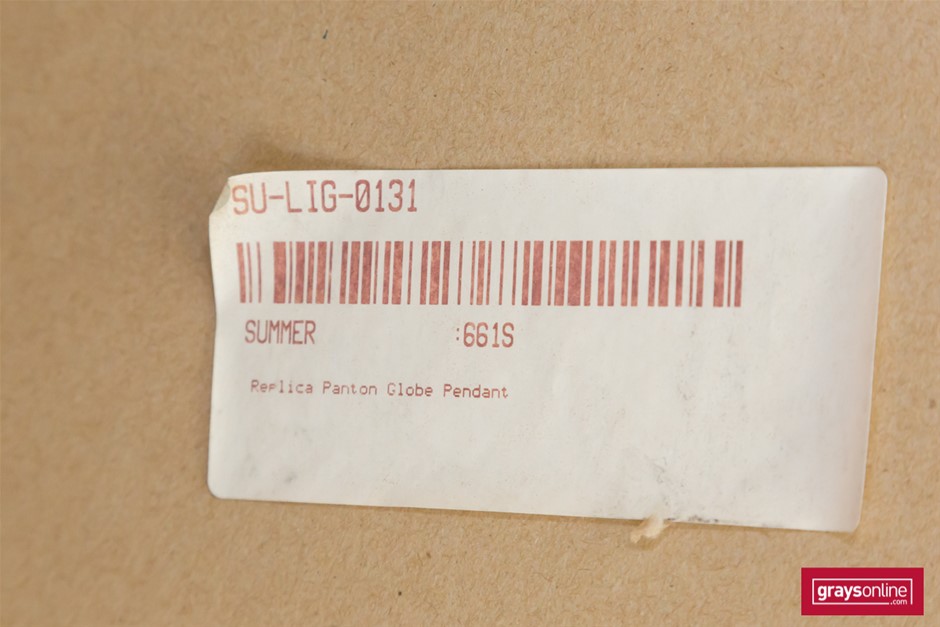 SU-LIG-0131
SUMMER :661S
Replica Panton Globe Pendant
graysonline
.com